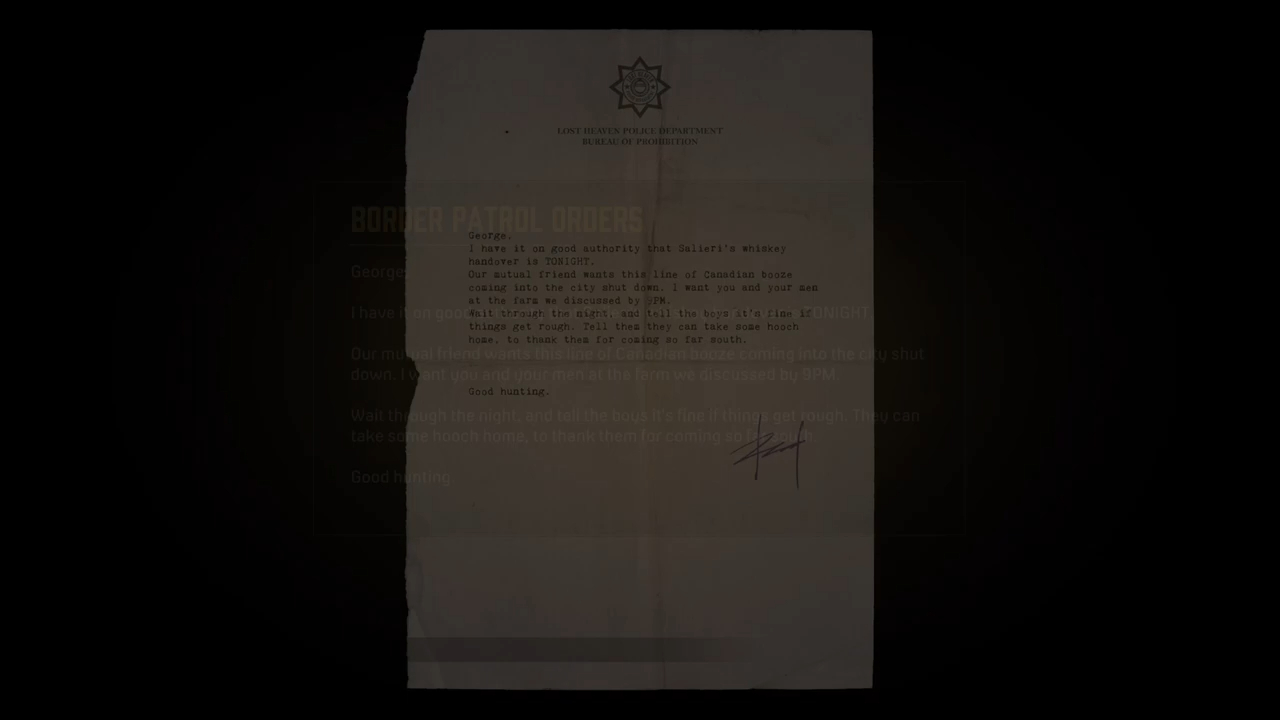 LOST HEAVEN POLICE DEPARTMENT
BUREAU OF PROHIBITION
BORDER PATROL ORDERS
George.
I have it on good authority that Salieri's whiskey
handover is TONIGHT.
Our mutual friend wants this line of Canadian booze
coming into the city shut down. I want you and your men
at the farm we discussed by 9PM.
Wait through the night, and tell the boys it's fine if
things get rough. Tell them they can take some hooch
home, to thank them for coming so far south.
Good hunting.
George,
I have it on good TONIGHT.
Our mutual friend wants this line of Canadian booze coming into the city shut
down. I want you and your men at the farm we discussed by 9PM.
Wait through the night, and tell the boys it's fine if things get rough. They can
take some hooch home, to thank them for coming so far south.
Good hunting.